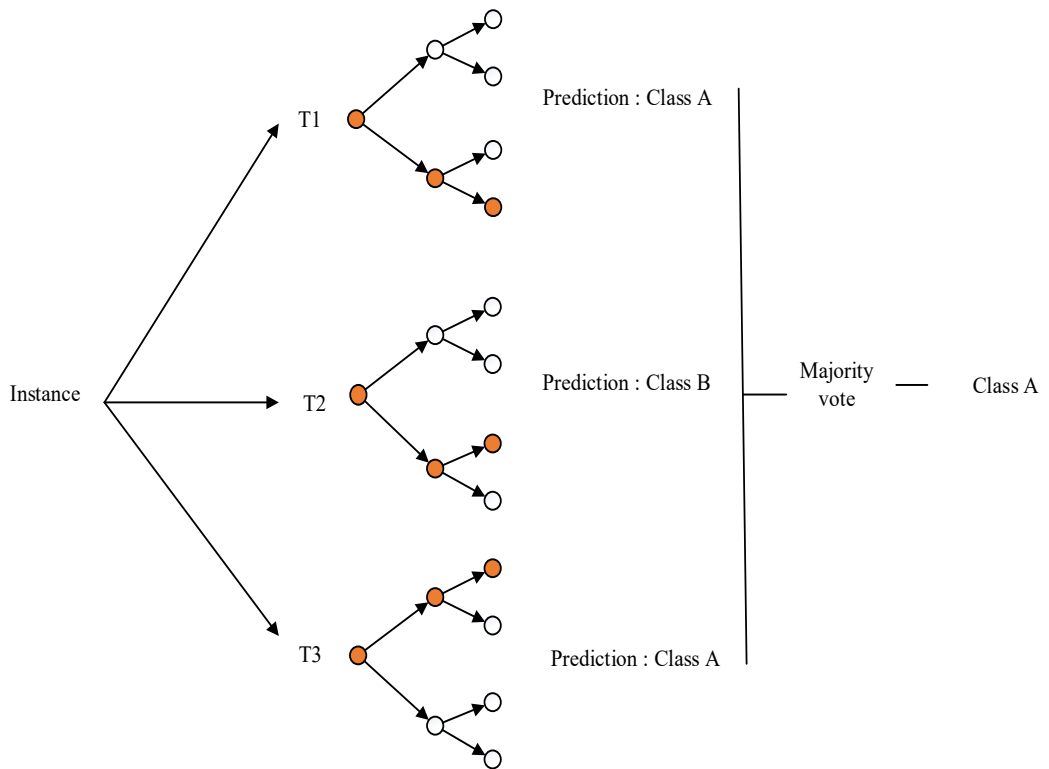 Prediction : Class A
T1
Instance
T2
Prediction : Class B
Majority
vote
Class A
T3
Prediction : Class A